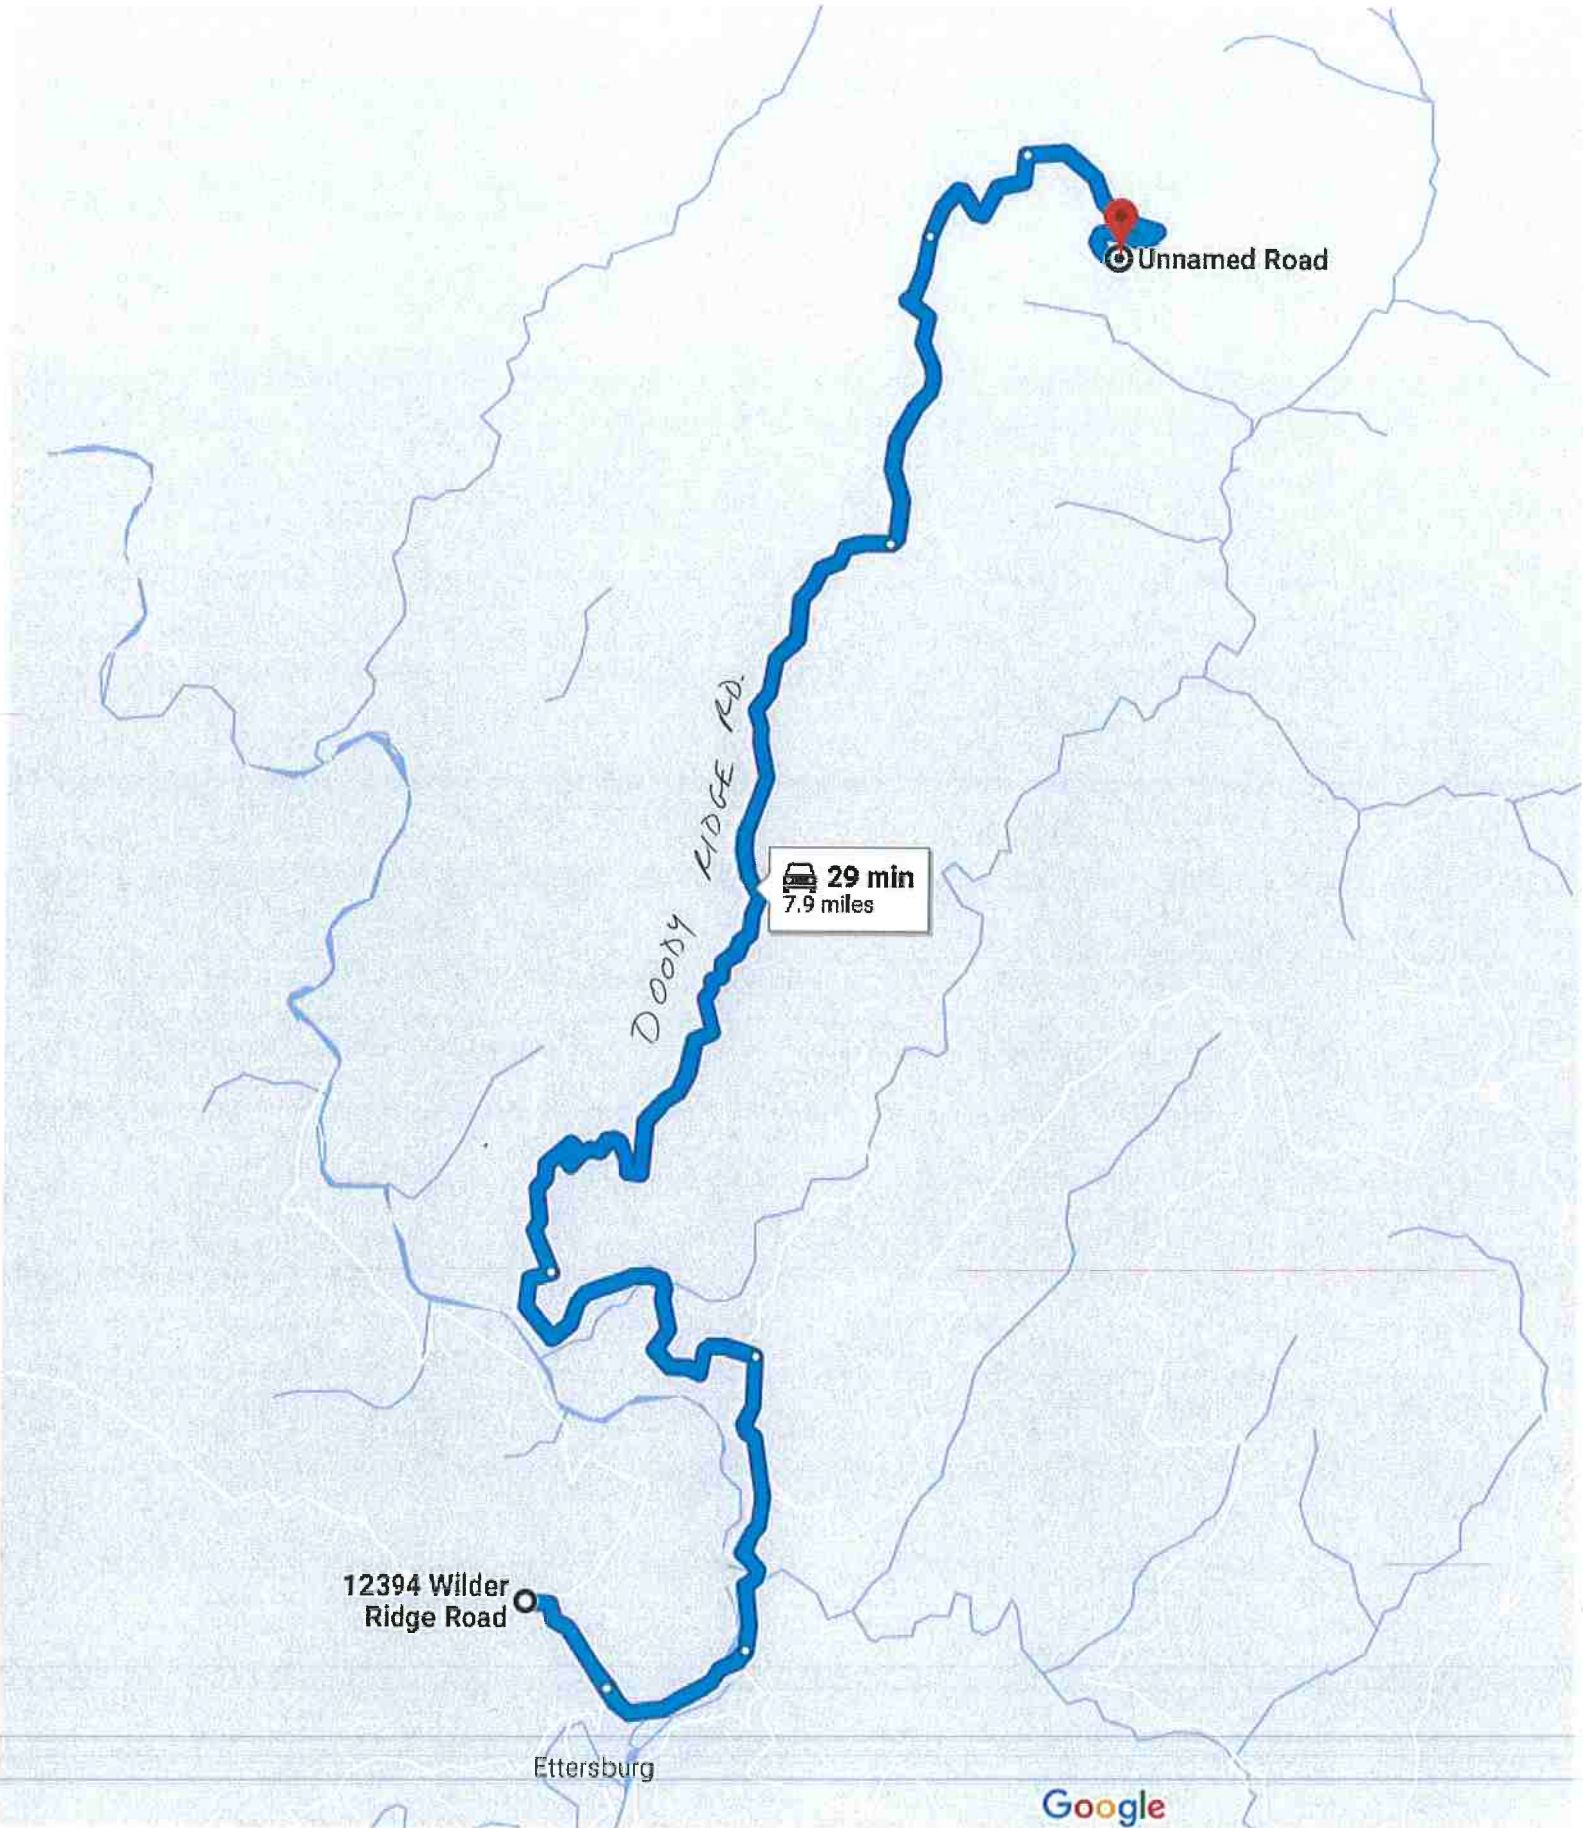 Unnamed Road
DOODY RIDGE RD.
29 min
7.9 miles
12394 Wilder
Ridge Road
Ettersburg
Google